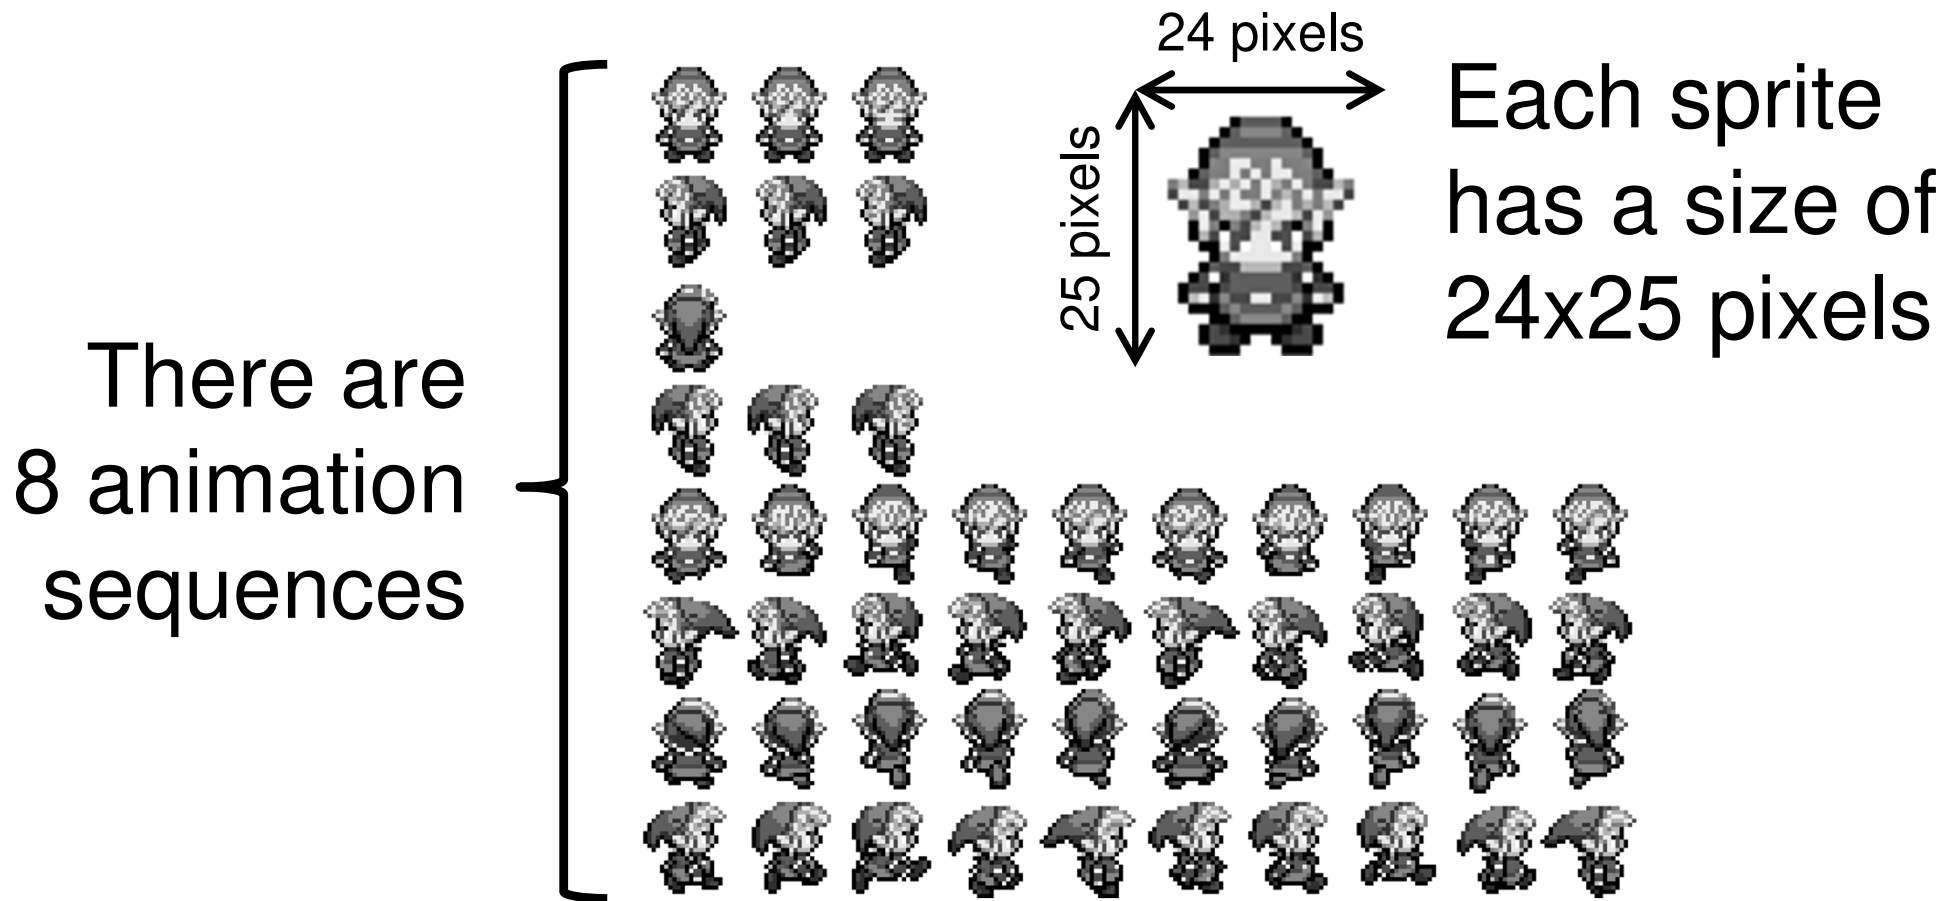 There are
8 animation
sequences
24 pixels
25 pixels
Each sprite
has a size of
24x25 pixels